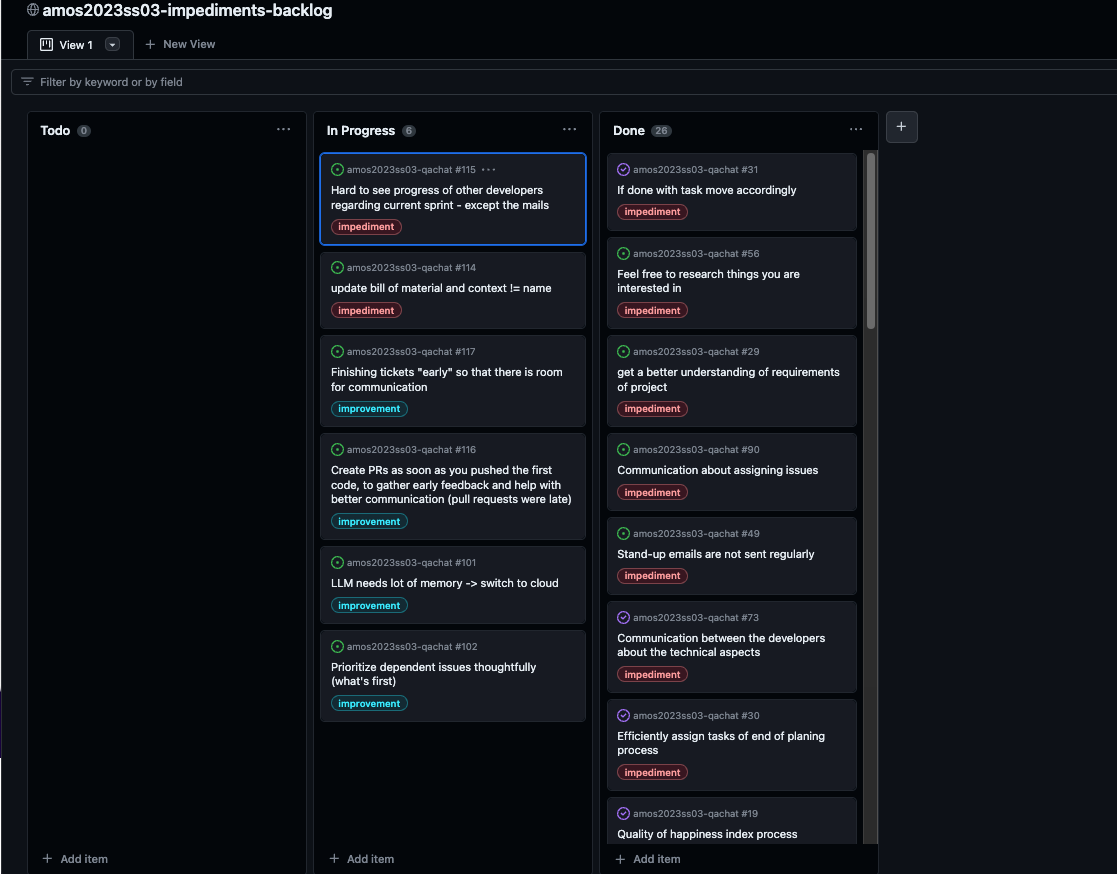 amos2023ss03-impediments-backlog
View 1
New View
Filter by keyword or by field
Todo 0
In Progress 6
amos2023ss03-qachat #115
Hard to see progress of other developers
regarding current sprint - except the mails
impediment
amos2023ss03-qachat #114
update bill of material and context != name
impediment
amos2023ss03-qachat #117
Finishing tickets "early" so that there is room
for communication
improvement
amos2023ss03-qachat #116
Create PRs as soon as you pushed the first
code, to gather early feedback and help with
better communication (pull requests were late)
improvement
amos2023ss03-qachat #101
LLM needs lot of memory -> switch to cloud
improvement
amos2023ss03-qachat #102
Prioritize dependent issues thoughtfully
(what's first)
improvement
Done 26
amos2023ss03-qachat #31
If done with task move accordingly
impediment
amos2023ss03-qachat #56
Feel free to research things you are
interested in
impediment
amos2023ss03-qachat #29
get a better understanding of requirements
of project
impediment
amos2023ss03-qachat #90
Communication about assigning issues
impediment
amos2023ss03-qachat #49
Stand-up emails are not sent regularly
impediment
amos2023ss03-qachat #73
Communication between the developers
about the technical aspects
impediment
amos2023ss03-qachat #30
Efficiently assign tasks of end of planing
process
impediment
amos2023ss03-qachat #19
Quality of happiness index process
+ Add item
+ Add item
+ Add item